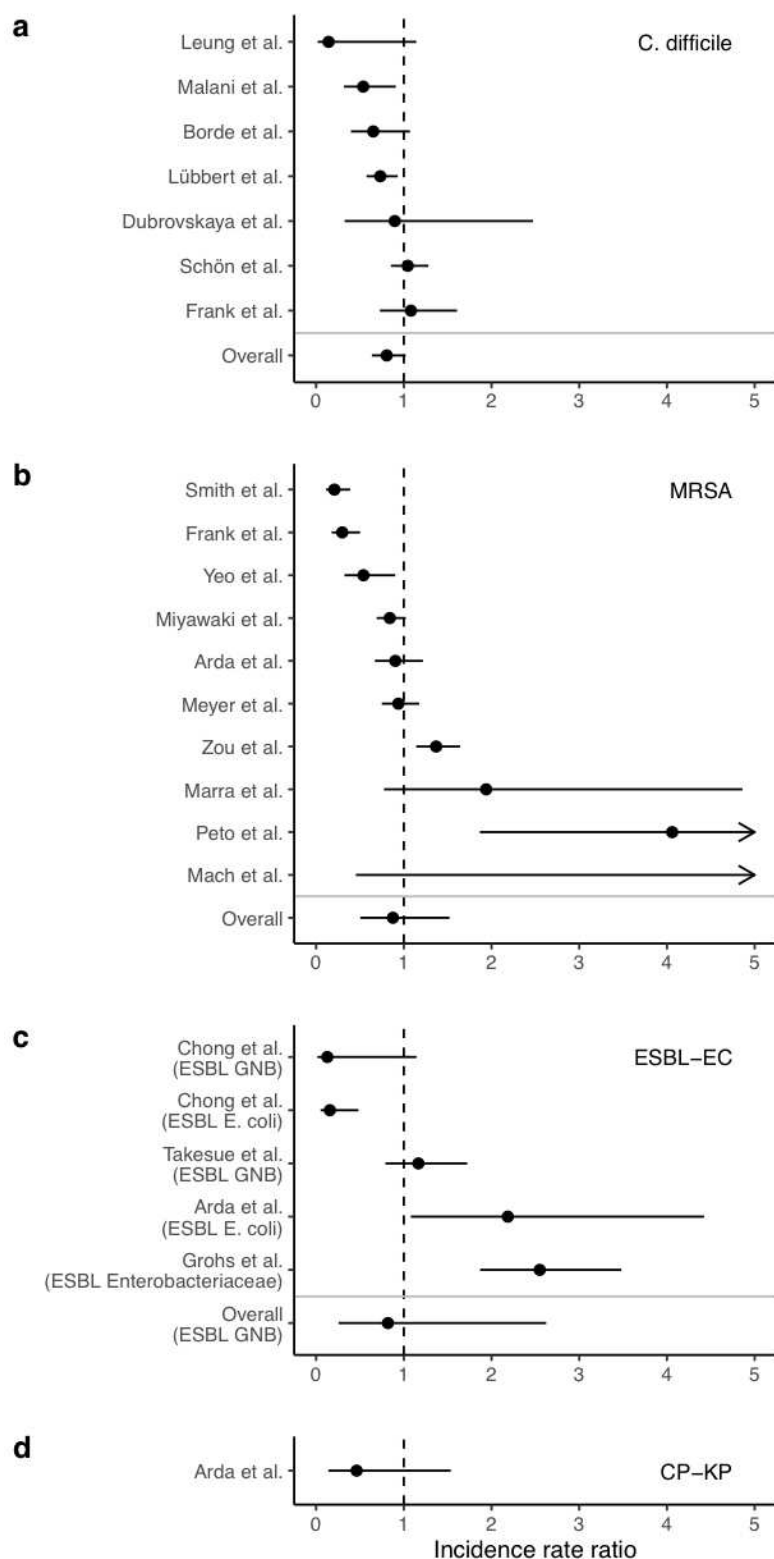 a
C. difficile
Leung et al.
Malani et al.
Borde et al.
Lübbert et al.
Dubrovskaya et al.
Schön et al.
Frank et al.
Overall
0 1 2 3 4 5
b
MRSA
Smith et al.
Frank et al.
Yeo et al.
Miyawaki et al.
Arda et al.
Meyer et al.
Zou et al.
Marra et al.
Peto et al.
Mach et al.
Overall
0 1 2 3 4 5
c
ESBL−EC
Chong et al.
(ESBL GNB)
Chong et al.
(ESBL E. coli)
Takesue et al.
(ESBL GNB)
Arda et al.
(ESBL E. coli)
Grohs et al.
(ESBL Enterobacteriaceae)
Overall
(ESBL GNB)
0 1 2 3 4 5
d
CP−KP
Arda et al.
0 1 2 3 4 5
Incidence rate ratio